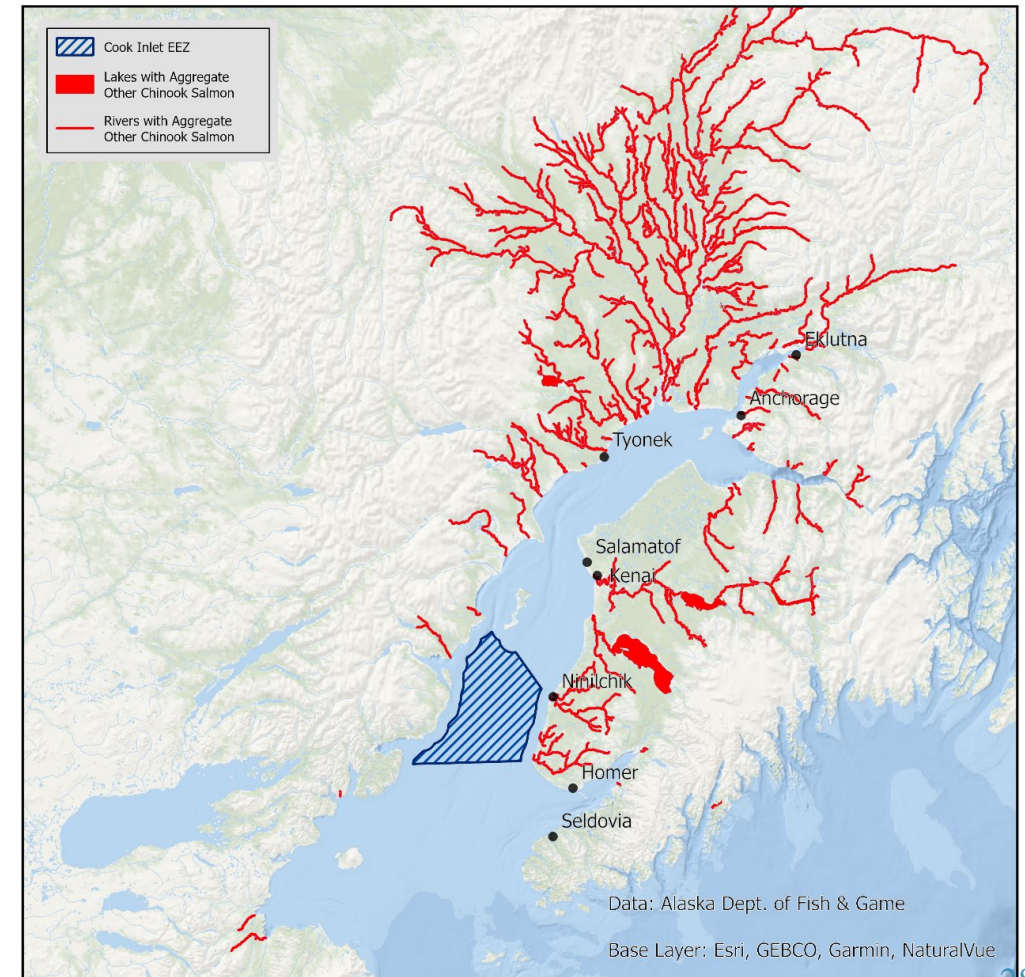 Cook Inlet EEZ
Lakes with Aggregate
Other Chinook Salmon
Rivers with Aggregate
Other Chinook Salmon
Eklutna
Anchorage
Tyonek
Salamatof
Kenai
Ninilchik
Homer
Seldovia
Data: Alaska Dept. of Fish & Game
Base Layer: Esri, GEBCO, Garmin, NaturalVue